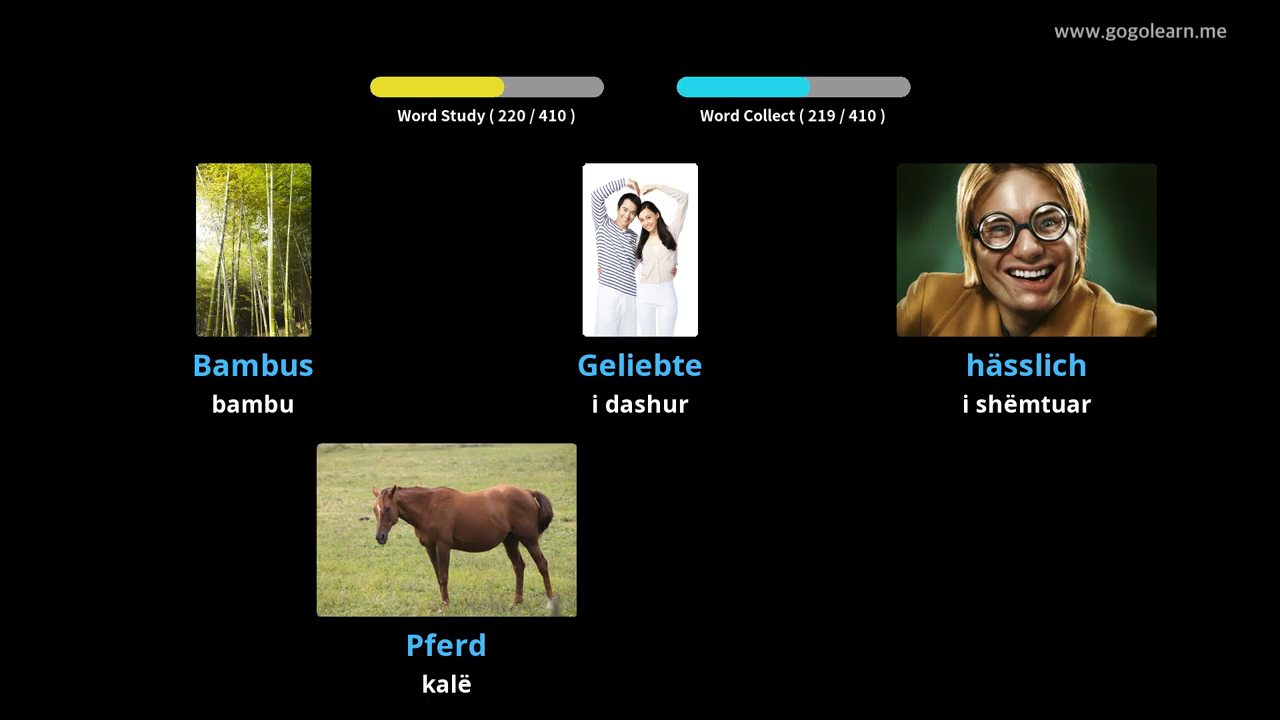 www.gogolearn.me
Word Study ( 220 / 410 )
Word Collect ( 219 / 410 )
Bambus
bambu
Geliebte
i dashur
hässlich
i shëmtuar
Pferd
kalë